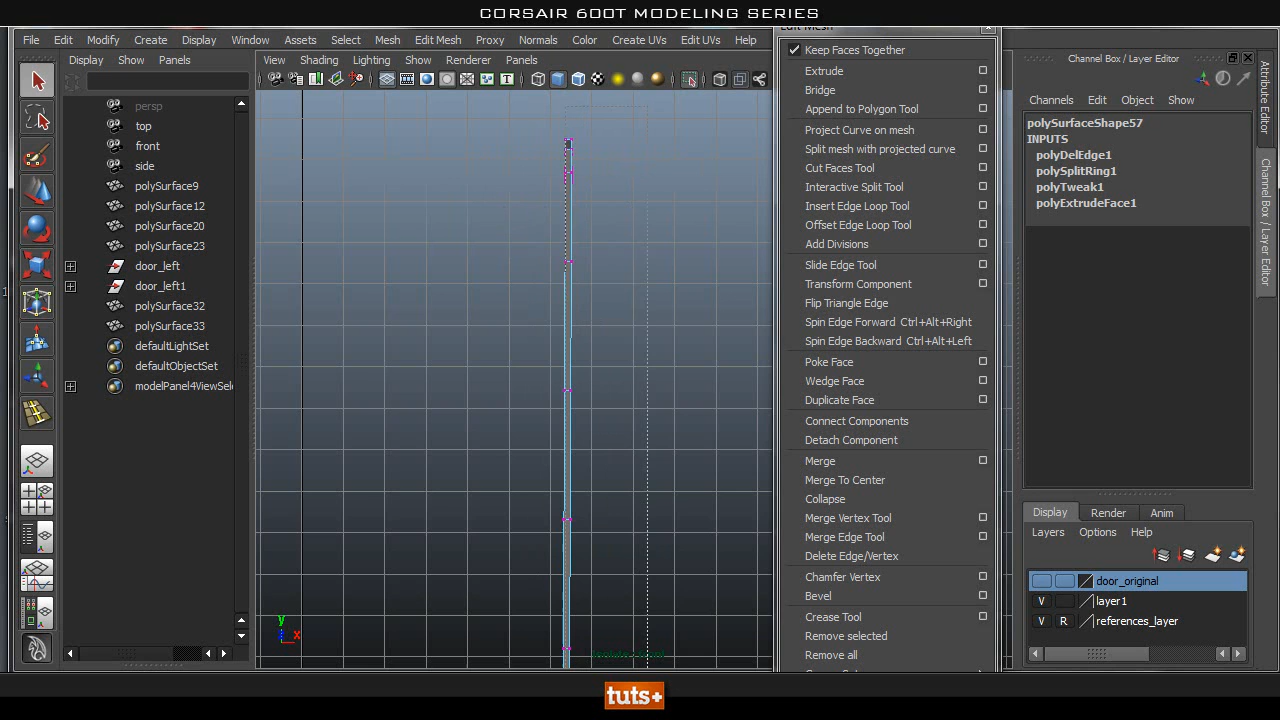 CORSAIR 600T MODELING SERIES
File Edit Modify Create Display Window Assets Select Mesh Edit Mesh Proxy Normals Color Create UVs Edit UVs Help
Display Show Panels
View Shading Lighting Show Renderer Panels
persp
top
front
side
polySurface9
polySurface12
polySurface20
polySurface23
door_left
door_left1
polySurface32
polySurface33
defaultLightSet
defaultObjectSet
modelPanel4ViewSele
y
x
Edit Mesh
Keep Faces Together
Extrude
Bridge
Append to Polygon Tool
Project Curve on mesh
Split mesh with projected curve
Cut Faces Tool
Interactive Split Tool
Insert Edge Loop Tool
Offset Edge Loop Tool
Add Divisions
Slide Edge Tool
Transform Component
Flip Triangle Edge
Spin Edge Forward Ctrl+Alt+Right
Spin Edge Backward Ctrl+Alt+Left
Poke Face
Wedge Face
Duplicate Face
Connect Components
Detach Component
Merge
Merge To Center
Collapse
Merge Vertex Tool
Merge Edge Tool
Delete Edge/Vertex
Chamfer Vertex
Bevel
Crease Tool
Remove selected
Remove all
Channel Box / Layer Editor
Channels Edit Object Show
polySurfaceShape57
INPUTS
polyDelEdge1
polySplitRing1
polyTweak1
polyExtrudeFace1
Attribute Editor
Channel Box / Layer Editor
Display Render Anim
Layers Options Help
door_original
V layer1
V R references_layer
tuts+